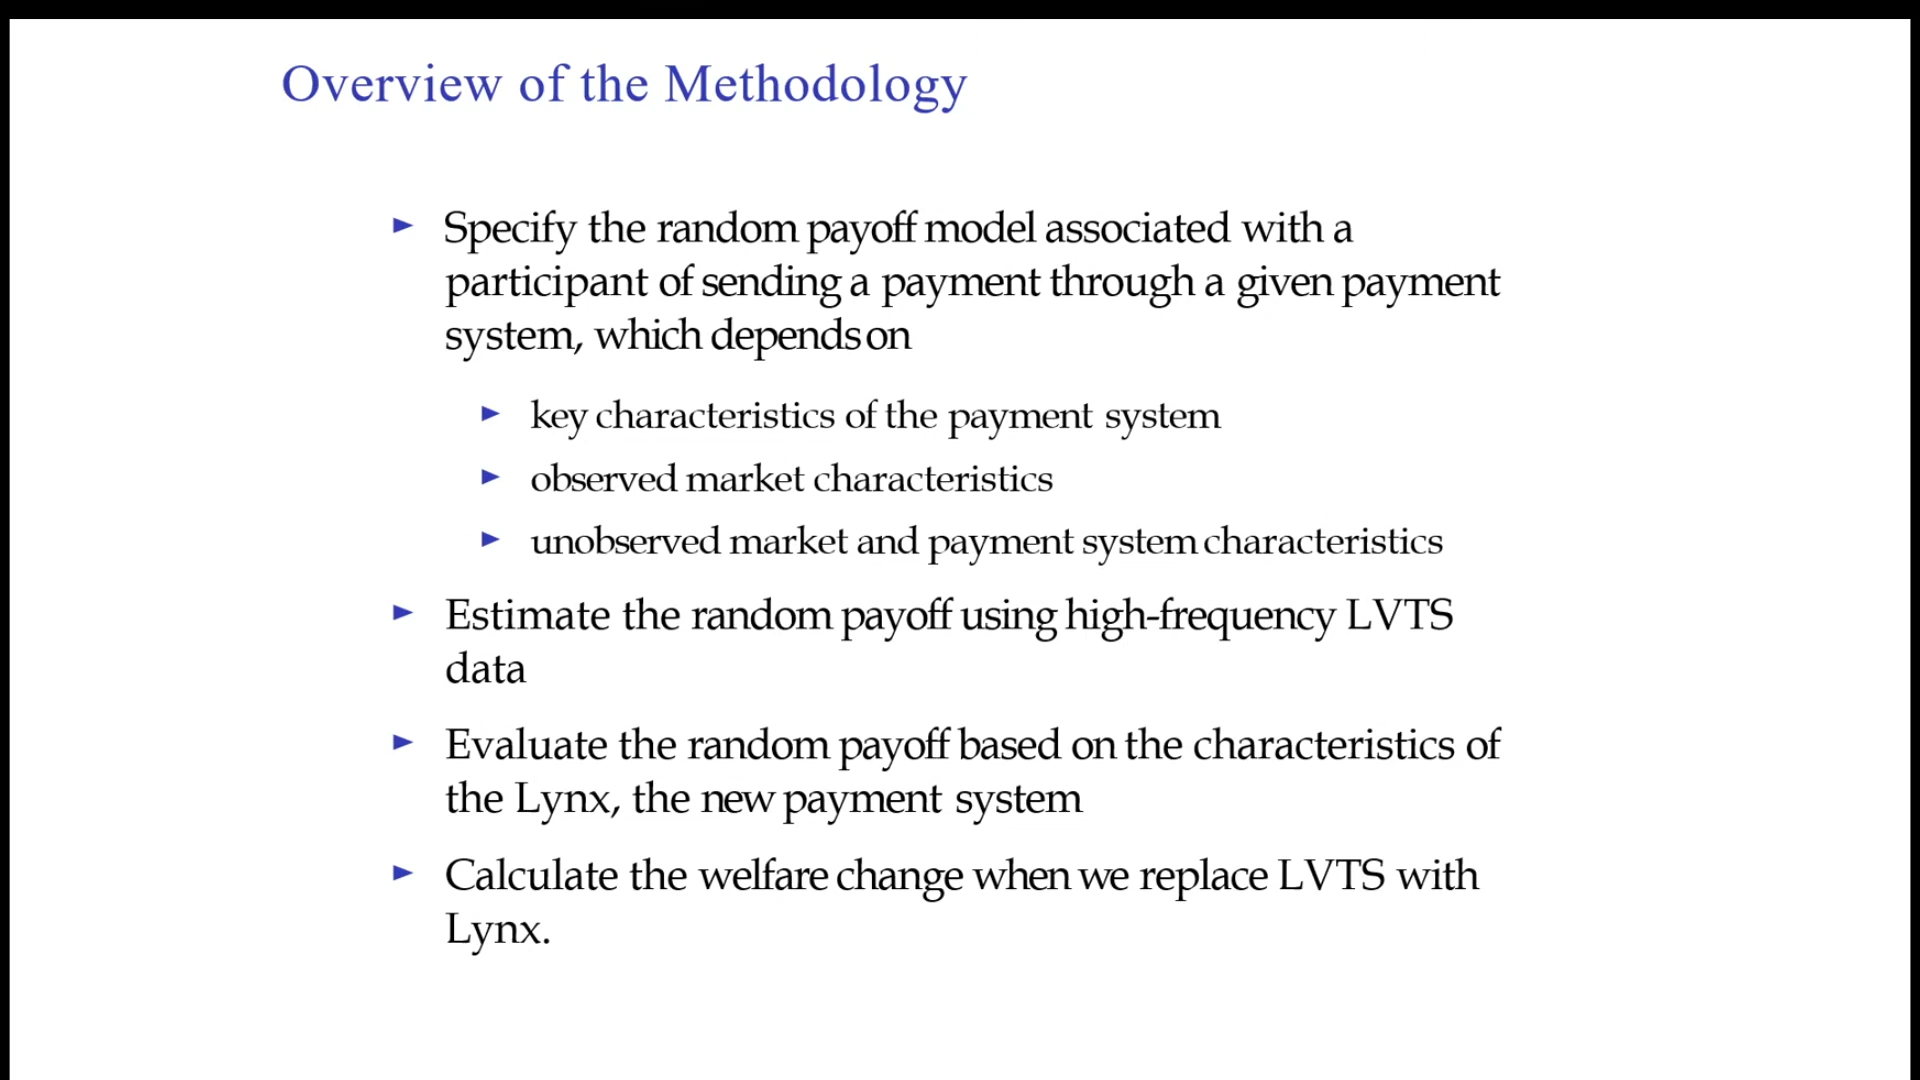 Overview of the Methodology
Specify the random payoff model associated with a
participant of sending a payment through a given payment
system, which depends on
key characteristics of the payment system
observed market characteristics
unobserved market and payment system characteristics
Estimate the random payoff using high-frequency LVTS
data
Evaluate the random payoff based on the characteristics of
the Lynx, the new payment system
Calculate the welfare change when we replace LVTS with
Lynx.